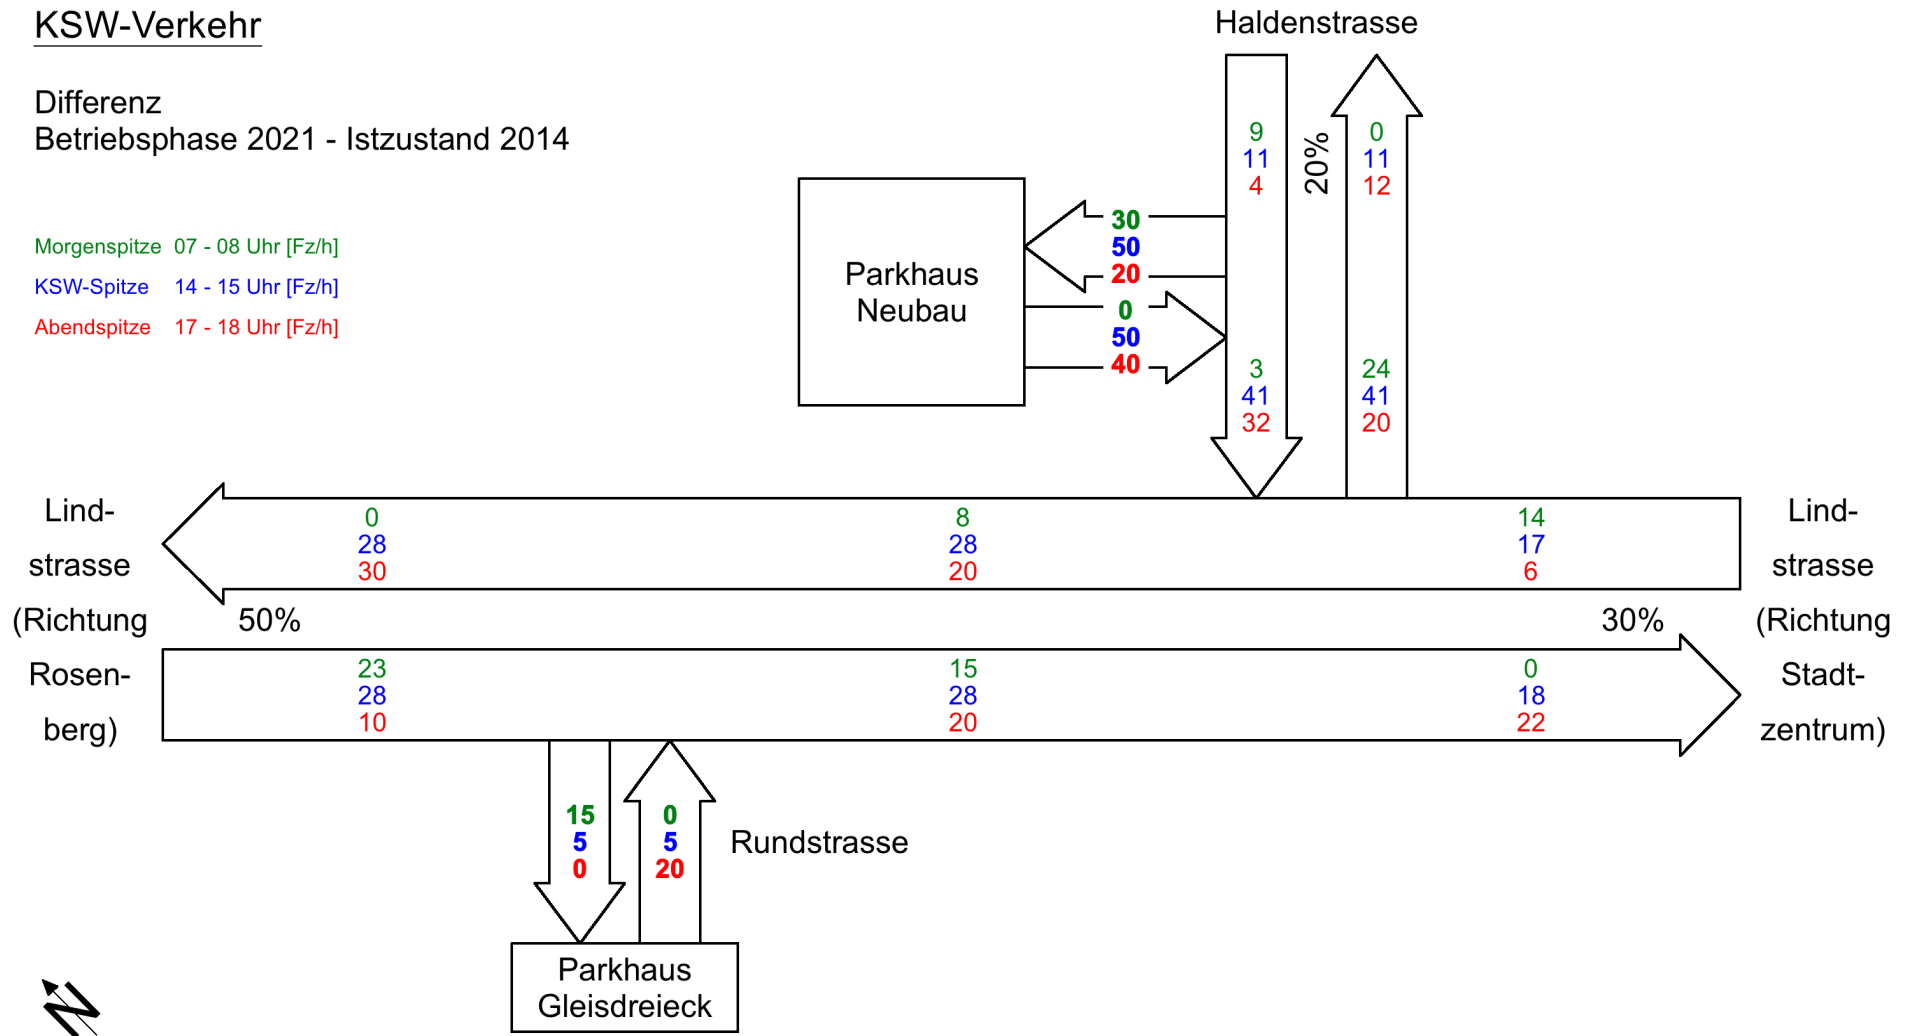 KSW-Verkehr
Differenz
Betriebsphase 2021 - Istzustand 2014
Morgenspitze 07 - 08 Uhr [Fz/h]
KSW-Spitze 14 - 15 Uhr [Fz/h]
Abendspitze 17 - 18 Uhr [Fz/h]
Haldenstrasse
9
11
4
20%
0
11
12
Parkhaus
Neubau
30
50
20
0
50
40
3
41
32
24
41
20
Lind-
strasse
(Richtung
Rosen-
berg)
0
28
30
8
28
20
14
17
6
50%
30%
23
28
10
15
28
20
0
18
22
Lind-
strasse
(Richtung
Stadt-
zentrum)
15
5
0
0
5
20
Rundstrasse
Parkhaus
Gleisdreieck
N